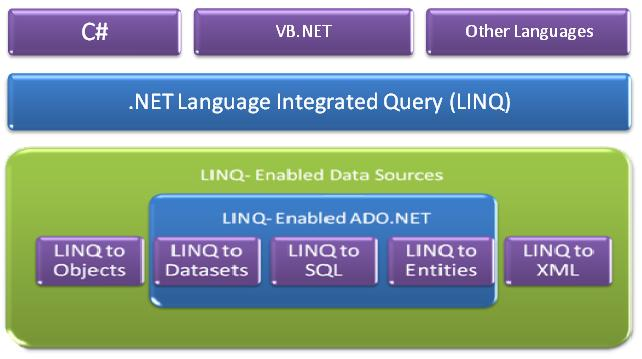 C#
VB.NET
Other Languages
.NET Language Integrated Query (LINQ)
LINQ- Enabled Data Sources
LINQ- Enabled ADO.NET
LINQ to
Objects
LINQ to
Datasets
LINQ to
SQL
LINQ to
Entities
LINQ to
XML